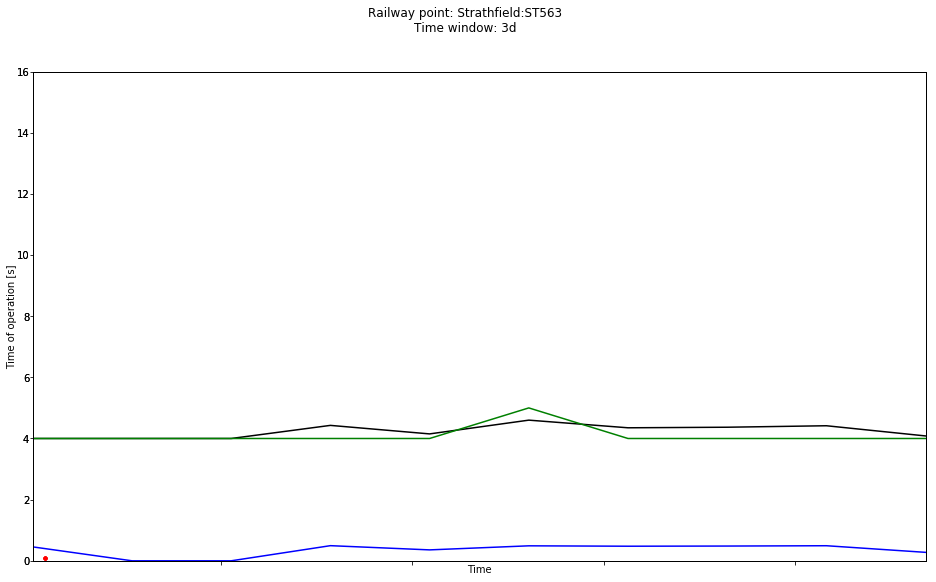 Railway point: Strathfield:ST563
Time window: 3d
16
14
12
10
8
6
4
2
0
Time of operation [s]
Time